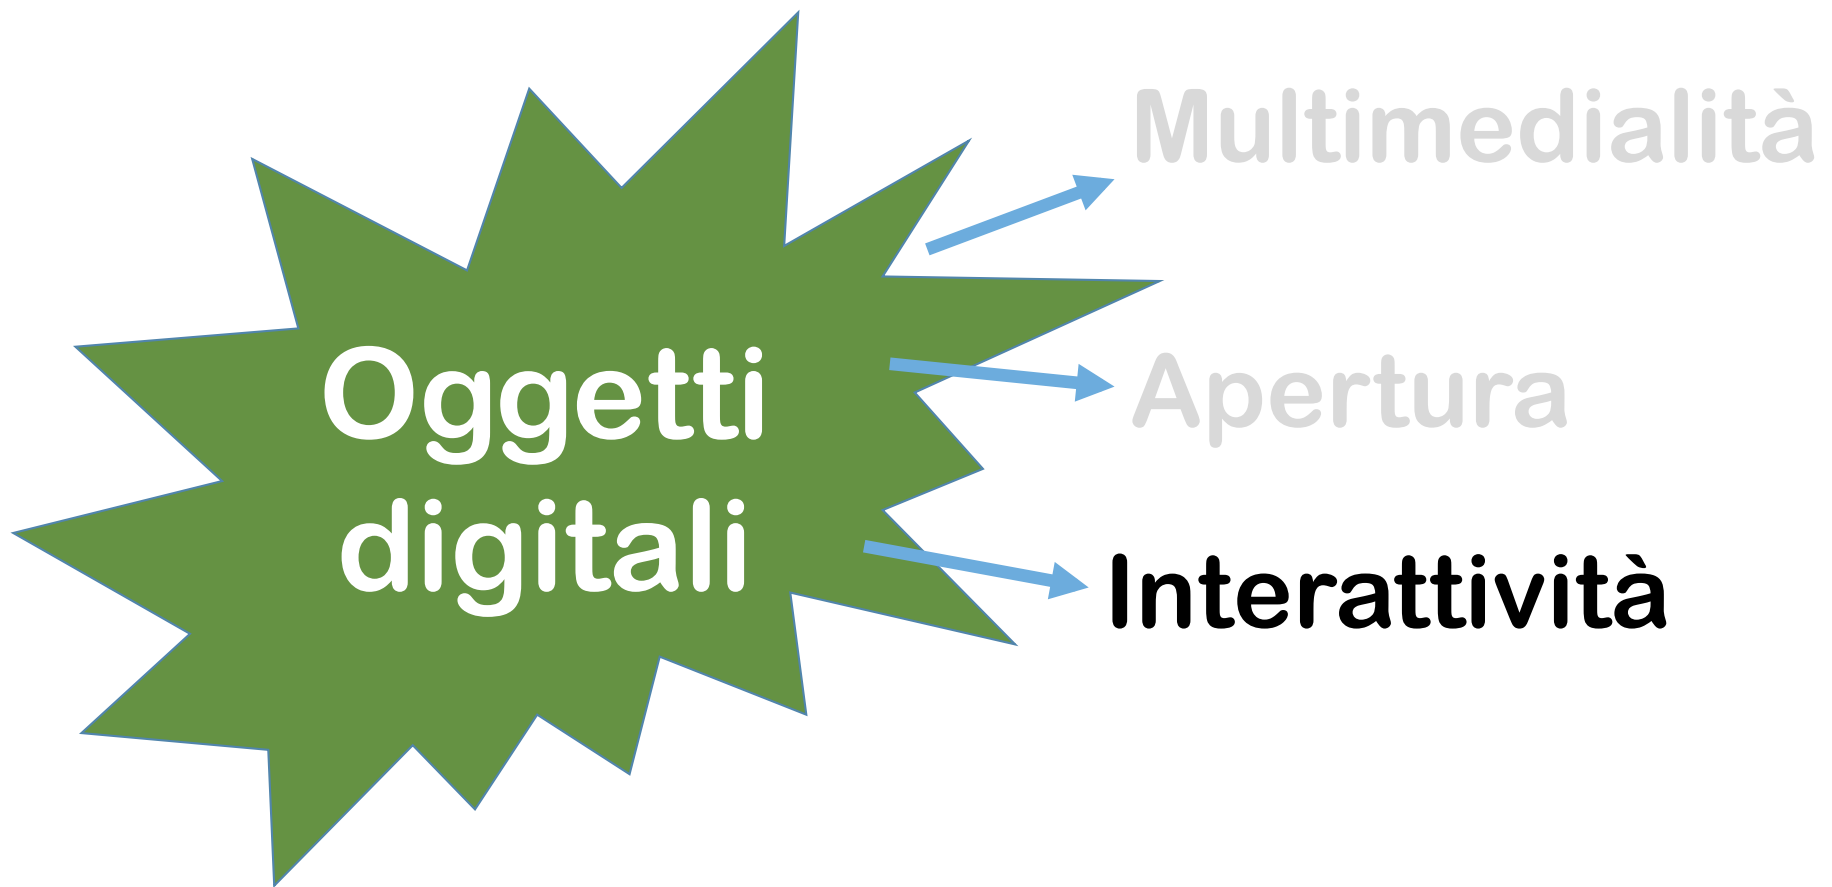 Oggetti
digitali
Multimedialità
Apertura
Interattività